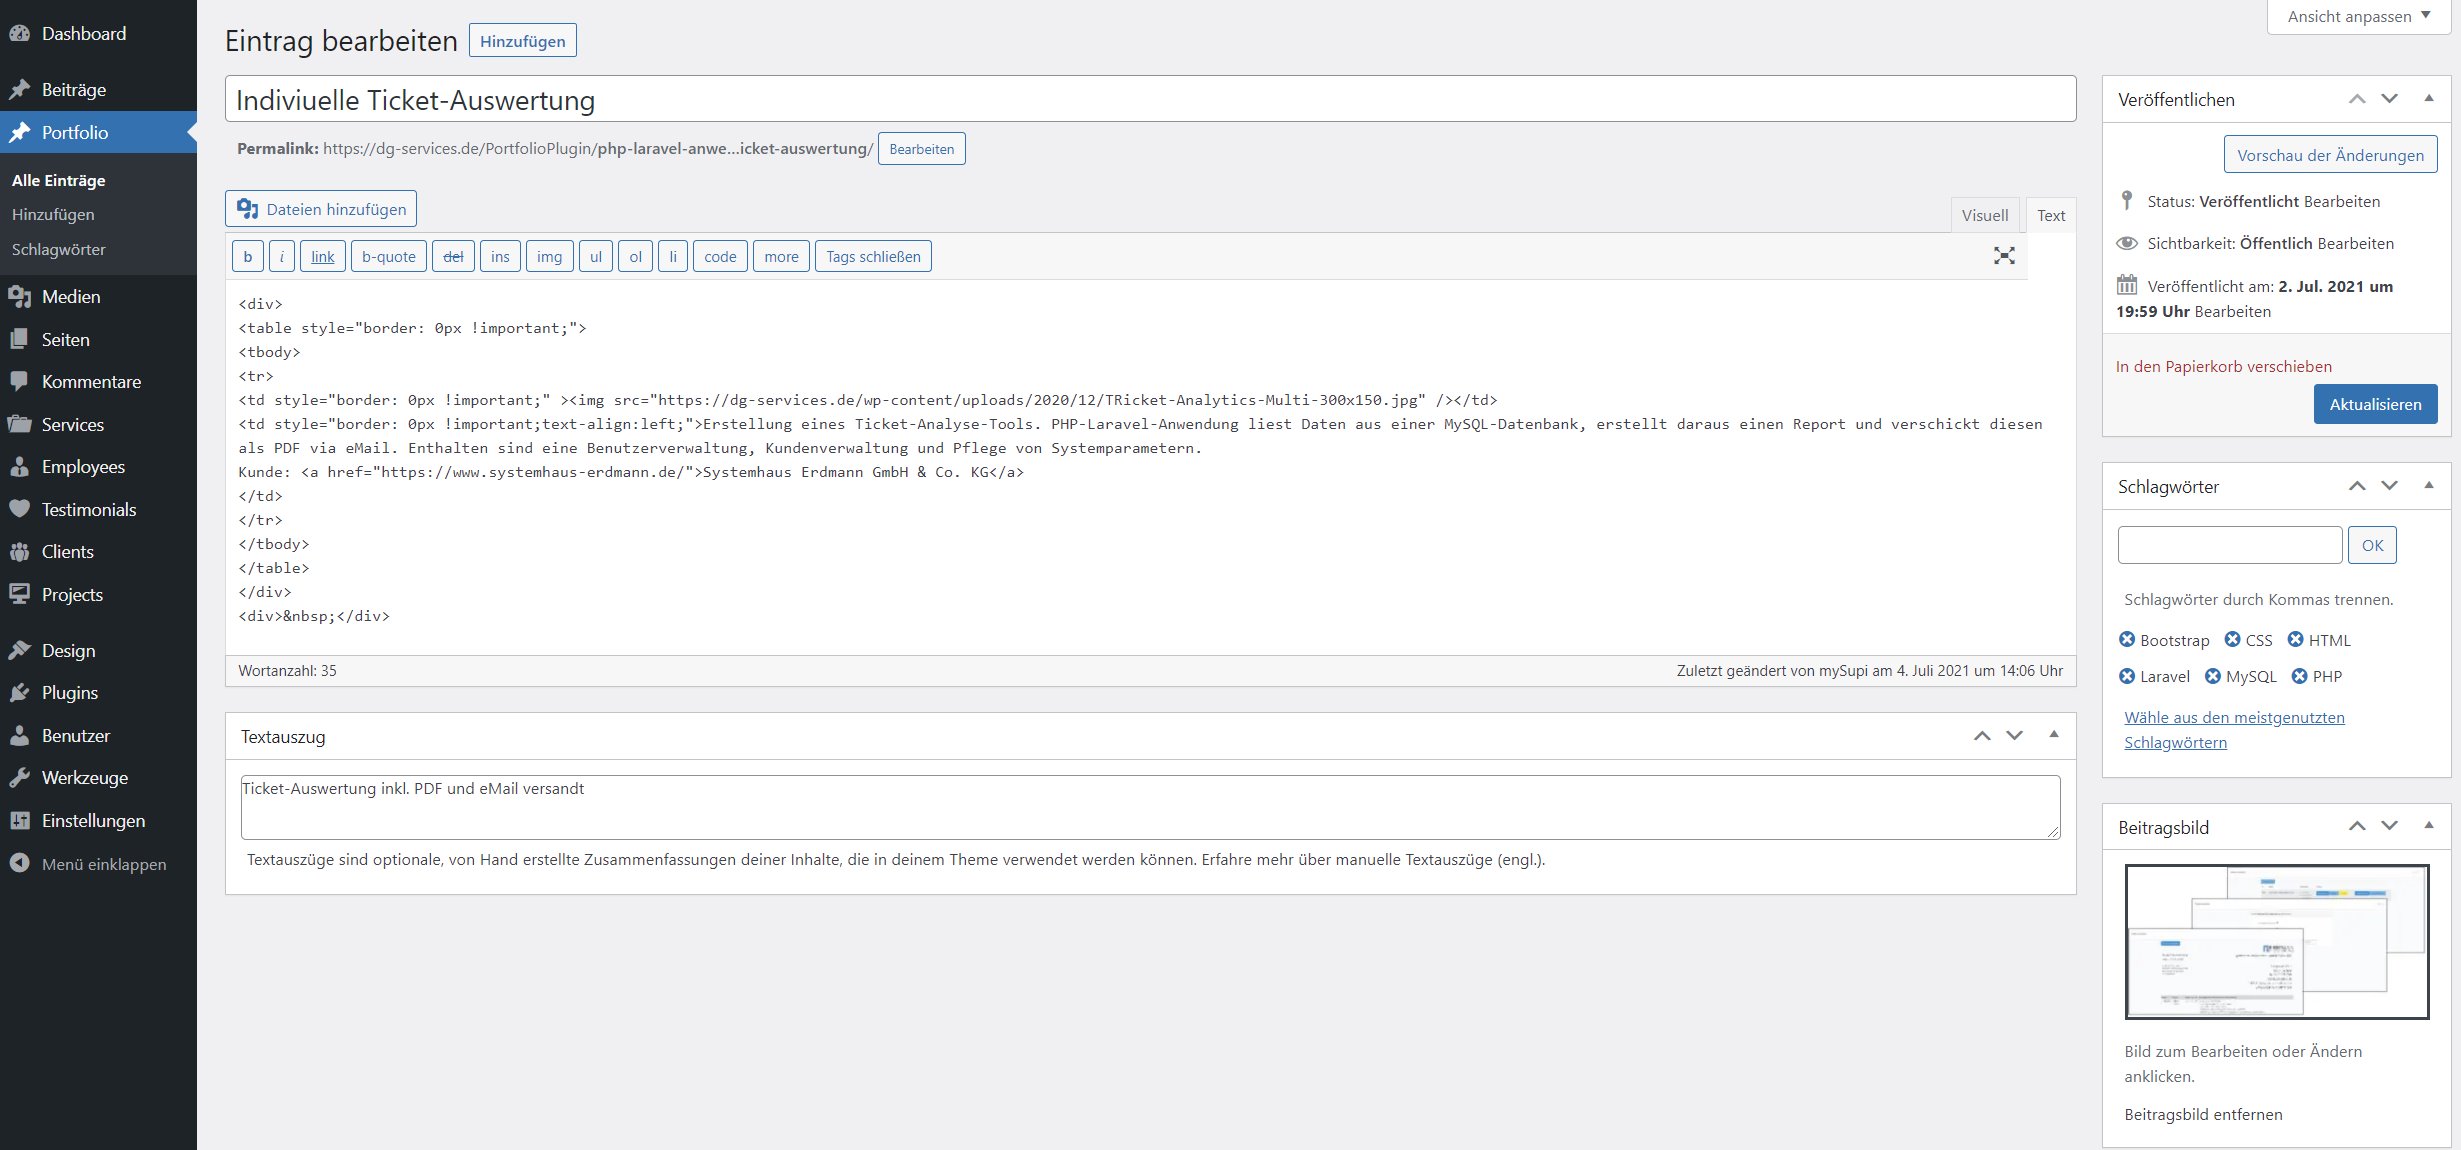 Dashboard
Beiträge
Portfolio
Alle Einträge
Hinzufügen
Schlagwörter
Medien
Seiten
Kommentare
Services
Employees
Testimonials
Clients
Projects
Design
Plugins
Benutzer
Werkzeuge
Einstellungen
Menü einklappen
Ansicht anpassen
Eintrag bearbeiten Hinzufügen
Indiviuelle Ticket-Auswertung
Permalink: https://dg-services.de/PortfolioPlugin/php-laravel-anwe...icket-auswertung/ Bearbeiten
Dateien hinzufügen
Visuell Text
b i link b-quote del ins img ul ol li code more Tags schließen
<div>
<table style="border: 0px !important;">
<tbody>
<tr>
<td style="border: 0px !important;" ><img src="https://dg-services.de/wp-content/uploads/2020/12/TRicket-Analytics-Multi-300x150.jpg" /></td>
<td style="border: 0px !important;text-align:left;">Erstellung eines Ticket-Analyse-Tools. PHP-Laravel-Anwendung liest Daten aus einer MySQL-Datenbank, erstellt daraus einen Report und verschickt diesen
als PDF via eMail. Enthalten sind eine Benutzerverwaltung, Kundenverwaltung und Pflege von Systemparametern.
Kunde: <a href="https://www.systemhaus-erdmann.de/">Systemhaus Erdmann GmbH & Co. KG</a>
</td>
</tr>
</tbody>
</table>
</div>
<div>&nbsp;</div>
Wortanzahl: 35
Zuletzt geändert von mySupi am 4. Juli 2021 um 14:06 Uhr
Textauszug
Ticket-Auswertung inkl. PDF und eMail versandt
Textauszüge sind optionale, von Hand erstellte Zusammenfassungen deiner Inhalte, die in deinem Theme verwendet werden können. Erfahre mehr über manuelle Textauszüge (engl.).
Veröffentlichen
Vorschau der Änderungen
Status: Veröffentlicht Bearbeiten
Sichtbarkeit: Öffentlich Bearbeiten
Veröffentlicht am: 2. Jul. 2021 um
19:59 Uhr Bearbeiten
In den Papierkorb verschieben
Aktualisieren
Schlagwörter
OK
Schlagwörter durch Kommas trennen.
Bootstrap CSS HTML
Laravel MySQL PHP
Wähle aus den meistgenutzten
Schlagwörtern
Beitragsbild
Bild zum Bearbeiten oder Ändern
anklicken.
Beitragsbild entfernen